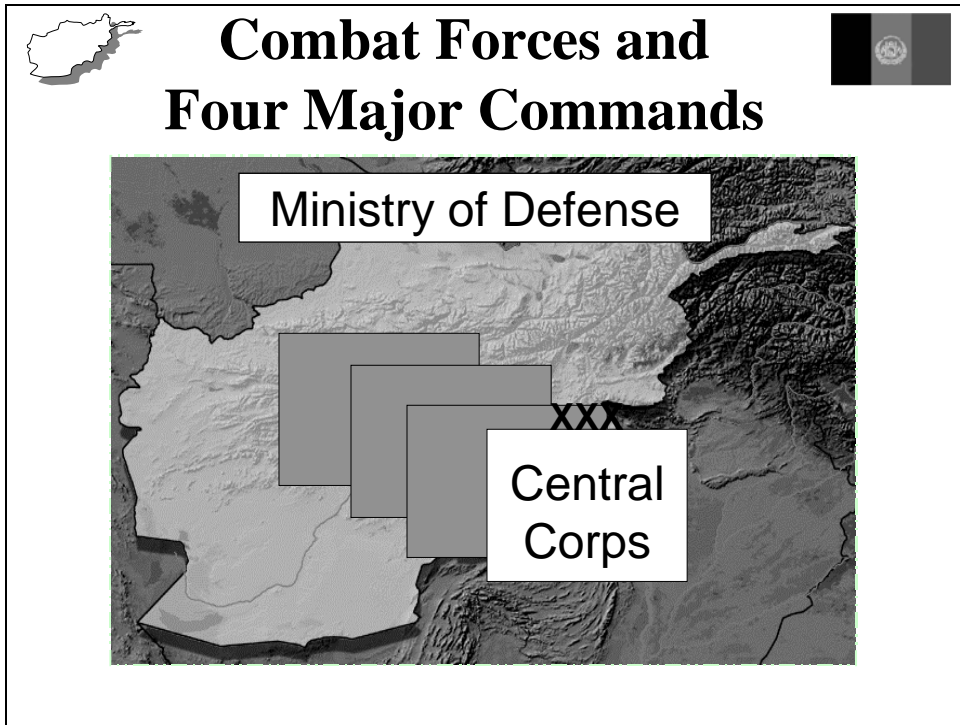 Combat Forces and
Four Major Commands
Ministry of Defense
XXX
Central
Corps